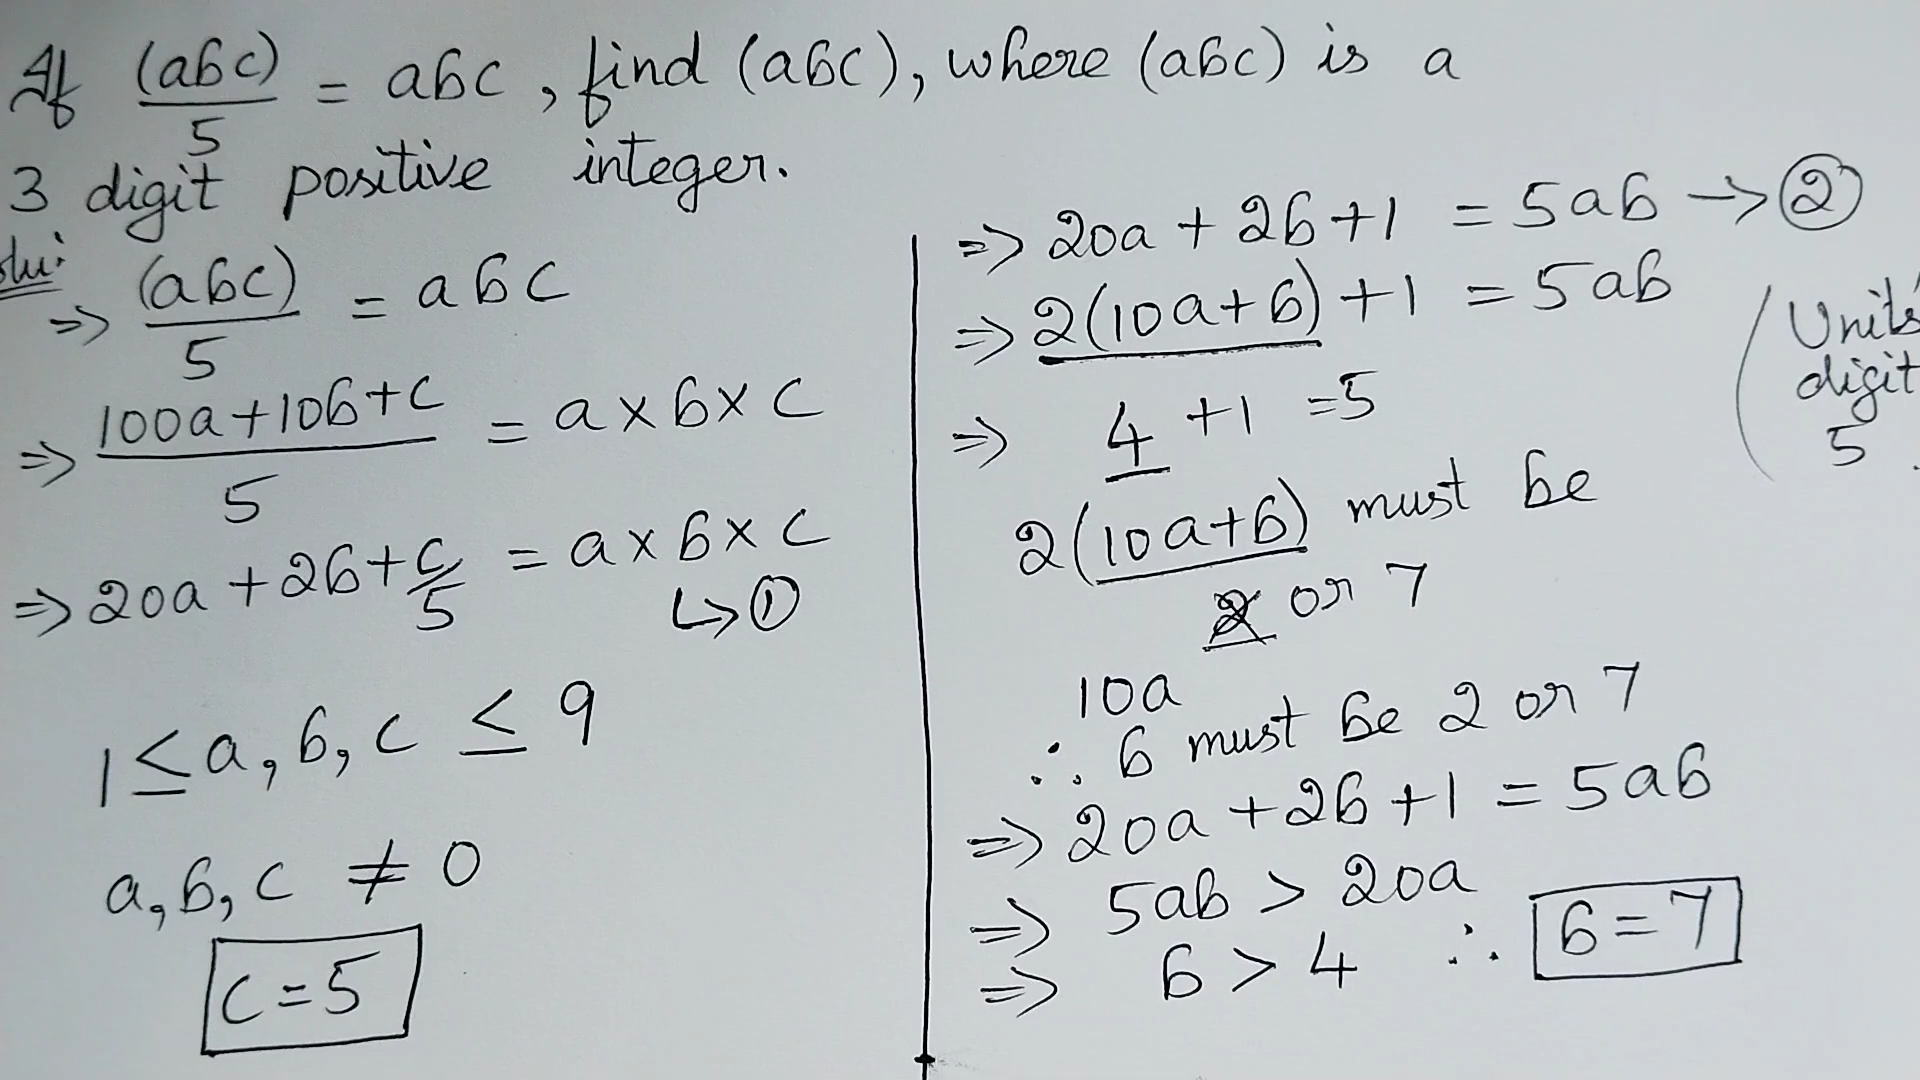 If (abc)/5 = abc, find (abc), where (abc) is a
3 digit positive integer.
⇒ (abc)/5 = abc
⇒ (100a+10b+c)/5 = a×b×c
⇒ 20a+2b+c/5 = a×b×c
↳①
1≤a,b,c ≤ 9
a,b,c ≠ 0
c=5
⇒ 20a+2b+1 = 5ab →②
⇒ 2(10a+b)+1 = 5ab
(Units'
digit
5
⇒ 4+1 =5
2(10a+b) must be
2 or 7
10a
∴ b must be 2 or 7
⇒ 20a+2b+1 = 5ab
⇒ 5ab > 20a
⇒ b > 4 ∴ b=7